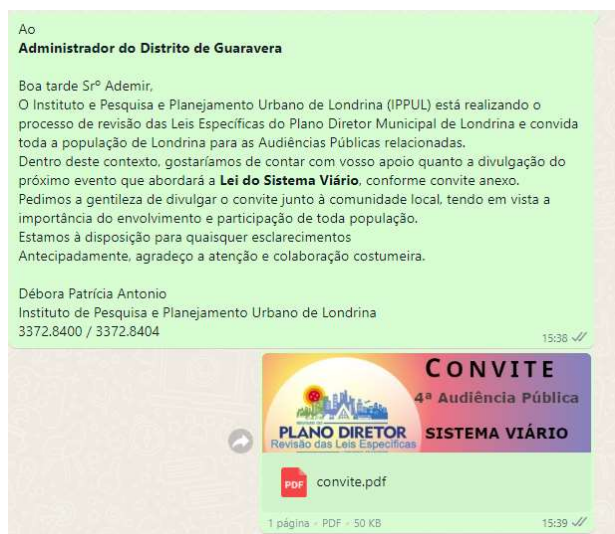 Ao
Administrador do Distrito de Guaravera
Boa tarde Srº Ademir,
O Instituto e Pesquisa e Planejamento Urbano de Londrina (IPPUL) está realizando o
processo de revisão das Leis Específicas do Plano Diretor Municipal de Londrina e convida
toda a população de Londrina para as Audiências Públicas relacionadas.
Dentro deste contexto, gostaríamos de contar com vosso apoio quanto a divulgação do
próximo evento que abordará a Lei do Sistema Viário, conforme convite anexo.
Pedimos a gentileza de divulgar o convite junto à comunidade local, tendo em vista a
importância do envolvimento e participação de toda população.
Estamos à disposição para quaisquer esclarecimentos
Antecipadamente, agradeço a atenção e colaboração costumeira.
Débora Patrícia Antonio
Instituto de Pesquisa e Planejamento Urbano de Londrina
3372.8400 / 3372.8404
15:38
CONVITE
4ª Audiência Pública
SISTEMA VIÁRIO
PLANO DIRETOR
Revisão das Leis Específicas
PDF
convite.pdf
1 página • PDF • 50 KB
15:39